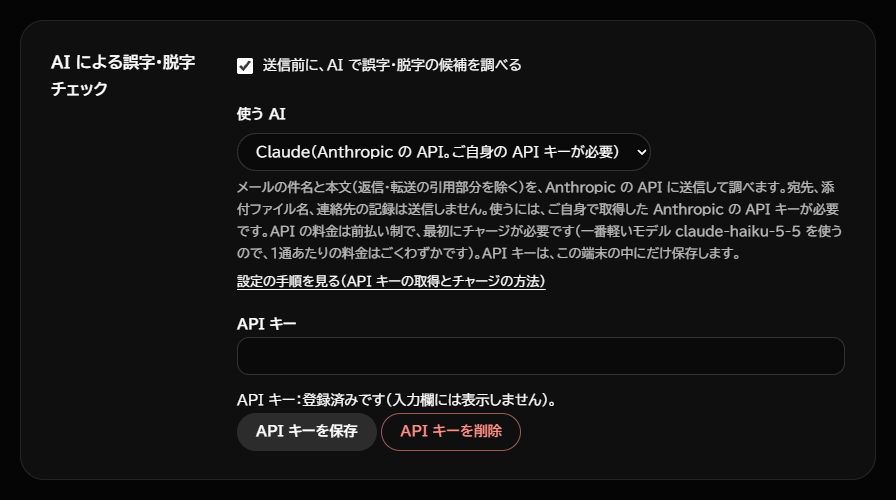 AI による誤字・脱字
チェック
送信前に、AI で誤字・脱字の候補を調べる
使う AI
Claude（Anthropic の API。ご自身の API キーが必要）
メールの件名と本文（返信・転送の引用部分を除く）を、Anthropic の API に送信して調べます。宛先、添
付ファイル名、連絡先の記録は送信しません。使うには、ご自身で取得した Anthropic の API キーが必要
です。API の料金は前払い制で、最初にチャージが必要です（一番軽いモデル claude-haiku-5-5 を使う
ので、1通あたりの料金はごくわずかです）。API キーは、この端末の中にだけ保存します。
設定の手順を見る（API キーの取得とチャージの方法）
API キー
API キー：登録済みです（入力欄には表示しません）。
API キーを保存
API キーを削除